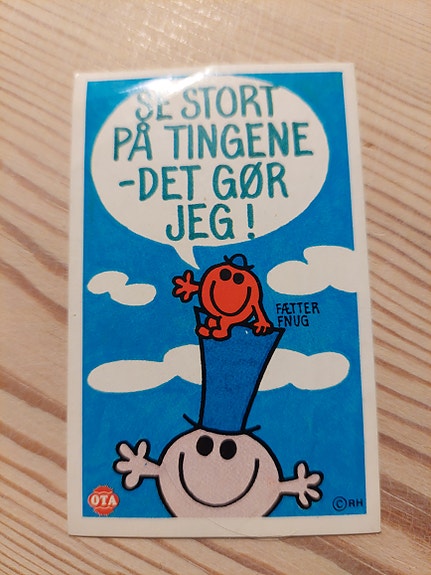 SE STORT
PÅ TINGENE
-DET GØR
JEG!
FÆTTER
FNUG
OTA
©RH